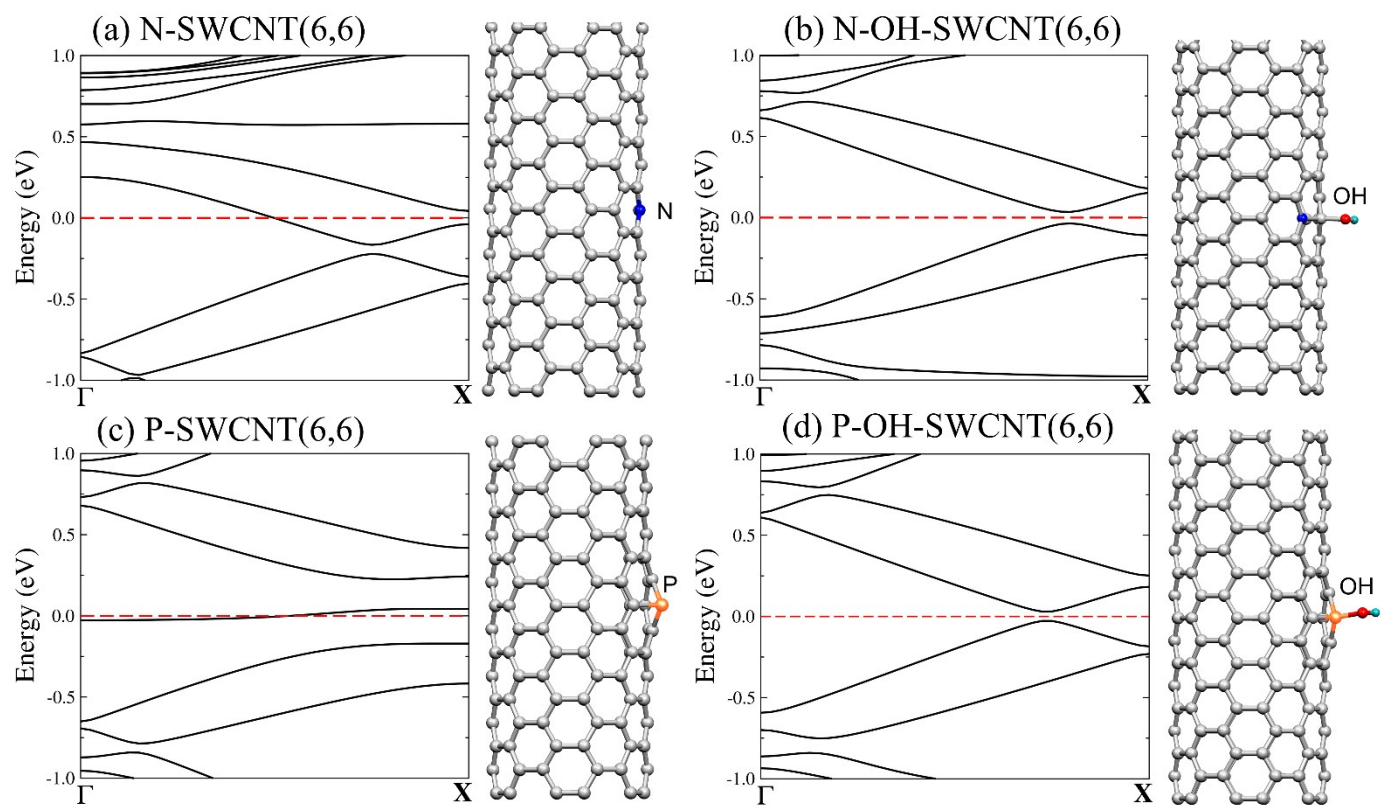 (a) N-SWCNT(6,6)
1.0
0.5
0.0
-0.5
-1.0
Energy (eV)
Γ
X
N
(b) N-OH-SWCNT(6,6)
1.0
0.5
0.0
-0.5
-1.0
Energy (eV)
Γ
X
OH
(c) P-SWCNT(6,6)
1.0
0.5
0.0
-0.5
-1.0
Energy (eV)
Γ
X
P
(d) P-OH-SWCNT(6,6)
1.0
0.5
0.0
-0.5
-1.0
Energy (eV)
Γ
X
OH